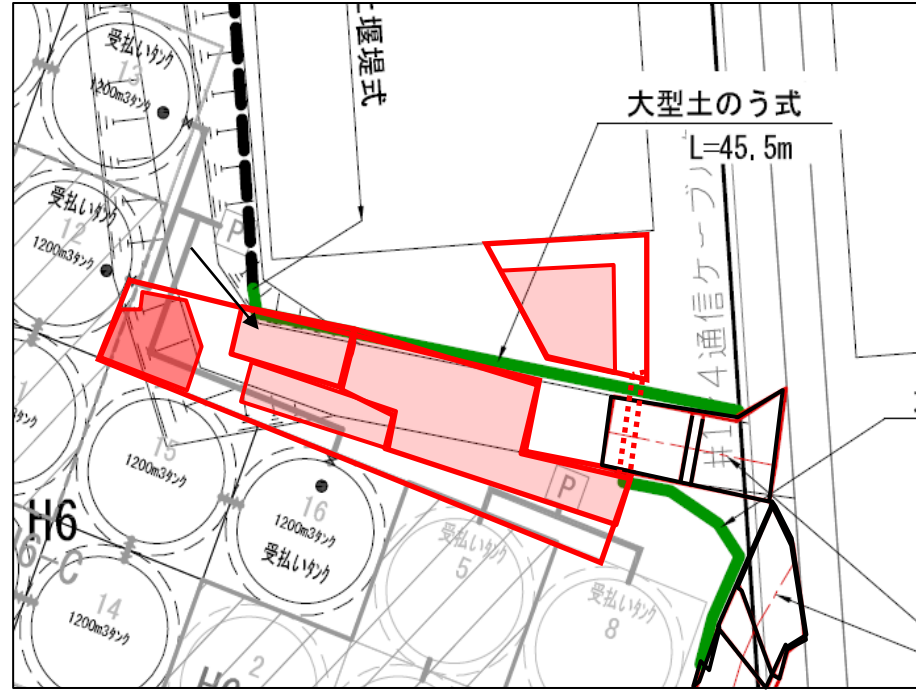 受払いタンク
13
1200m3タンク
堰堤式
大型土のう式
L=45,5m
受払いタンク
12
1200m3タンク
P
通信ケーブル
15
1200m3タンク
16
1200m3タンク
受払いタンク
P
H6
H6-C
14
1200m3タンク
受払いタンク
5
受払いタンク
8
2